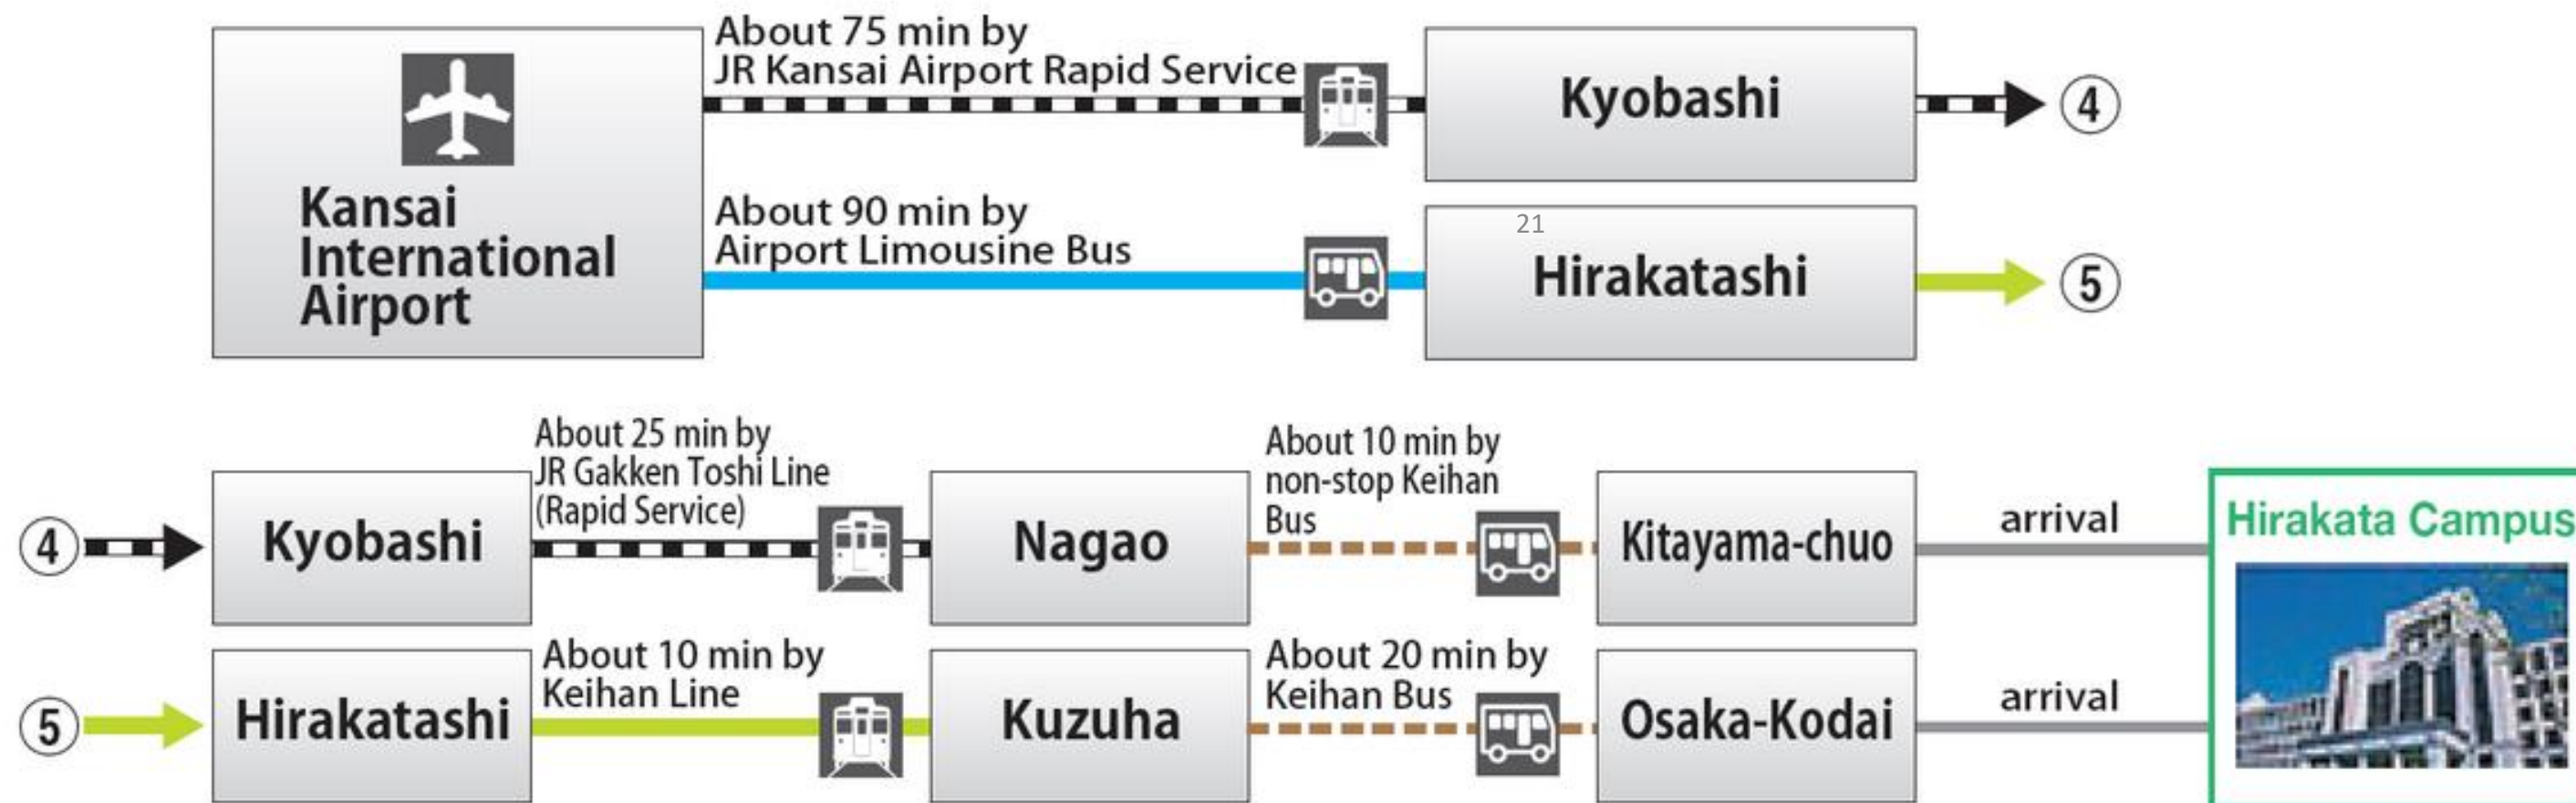 About 75 min by
JR Kansai Airport Rapid Service
Kyobashi
④
Kansai
International
Airport
About 90 min by
Airport Limousine Bus
21
Hirakatashi
⑤
④
Kyobashi
About 25 min by
JR Gakken Toshi Line
(Rapid Service)
Nagao
About 10 min by
non-stop Keihan
Bus
Kitayama-chuo
arrival
Hirakata Campus
⑤
Hirakatashi
About 10 min by
Keihan Line
Kuzuha
About 20 min by
Keihan Bus
Osaka-Kodai
arrival